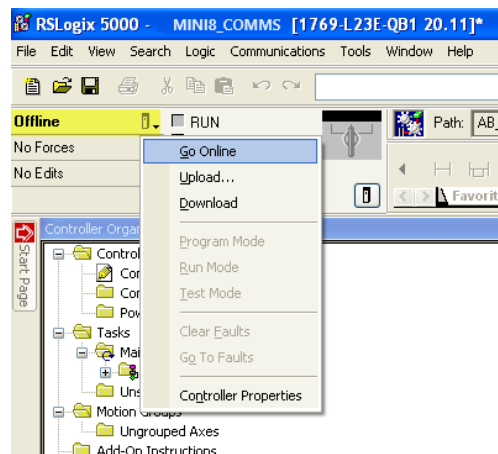 RSLogix 5000 - MINI8_COMMS [1769-L23E-QB1 20.11]*
File Edit View Search Logic Communications Tools Window Help
Offline RUN Path: AB_
No Forces
Go Online
No Edits
Upload...
Favorit
Download
Controller Organ
Program Mode
Control
Run Mode
Con
Test Mode
Con
Pow
Tasks
Clear Faults
Mai
Go To Faults
Uns
Controller Properties
Motion Groups
Ungrouped Axes
Add-On Instructions
Start Page